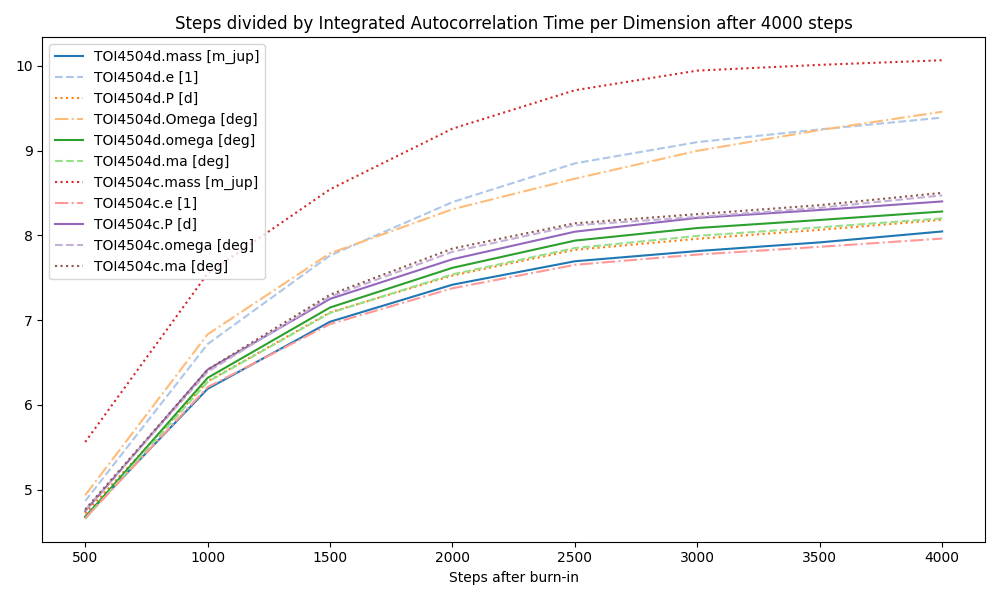 Steps divided by Integrated Autocorrelation Time per Dimension after 4000 steps
TOI4504d.mass [m_jup]
TOI4504d.e [1]
TOI4504d.P [d]
TOI4504d.Omega [deg]
TOI4504d.omega [deg]
TOI4504d.ma [deg]
TOI4504c.mass [m_jup]
TOI4504c.e [1]
TOI4504c.P [d]
TOI4504c.omega [deg]
TOI4504c.ma [deg]
10
9
8
7
6
5
500 1000 1500 2000 2500 3000 3500 4000
Steps after burn-in